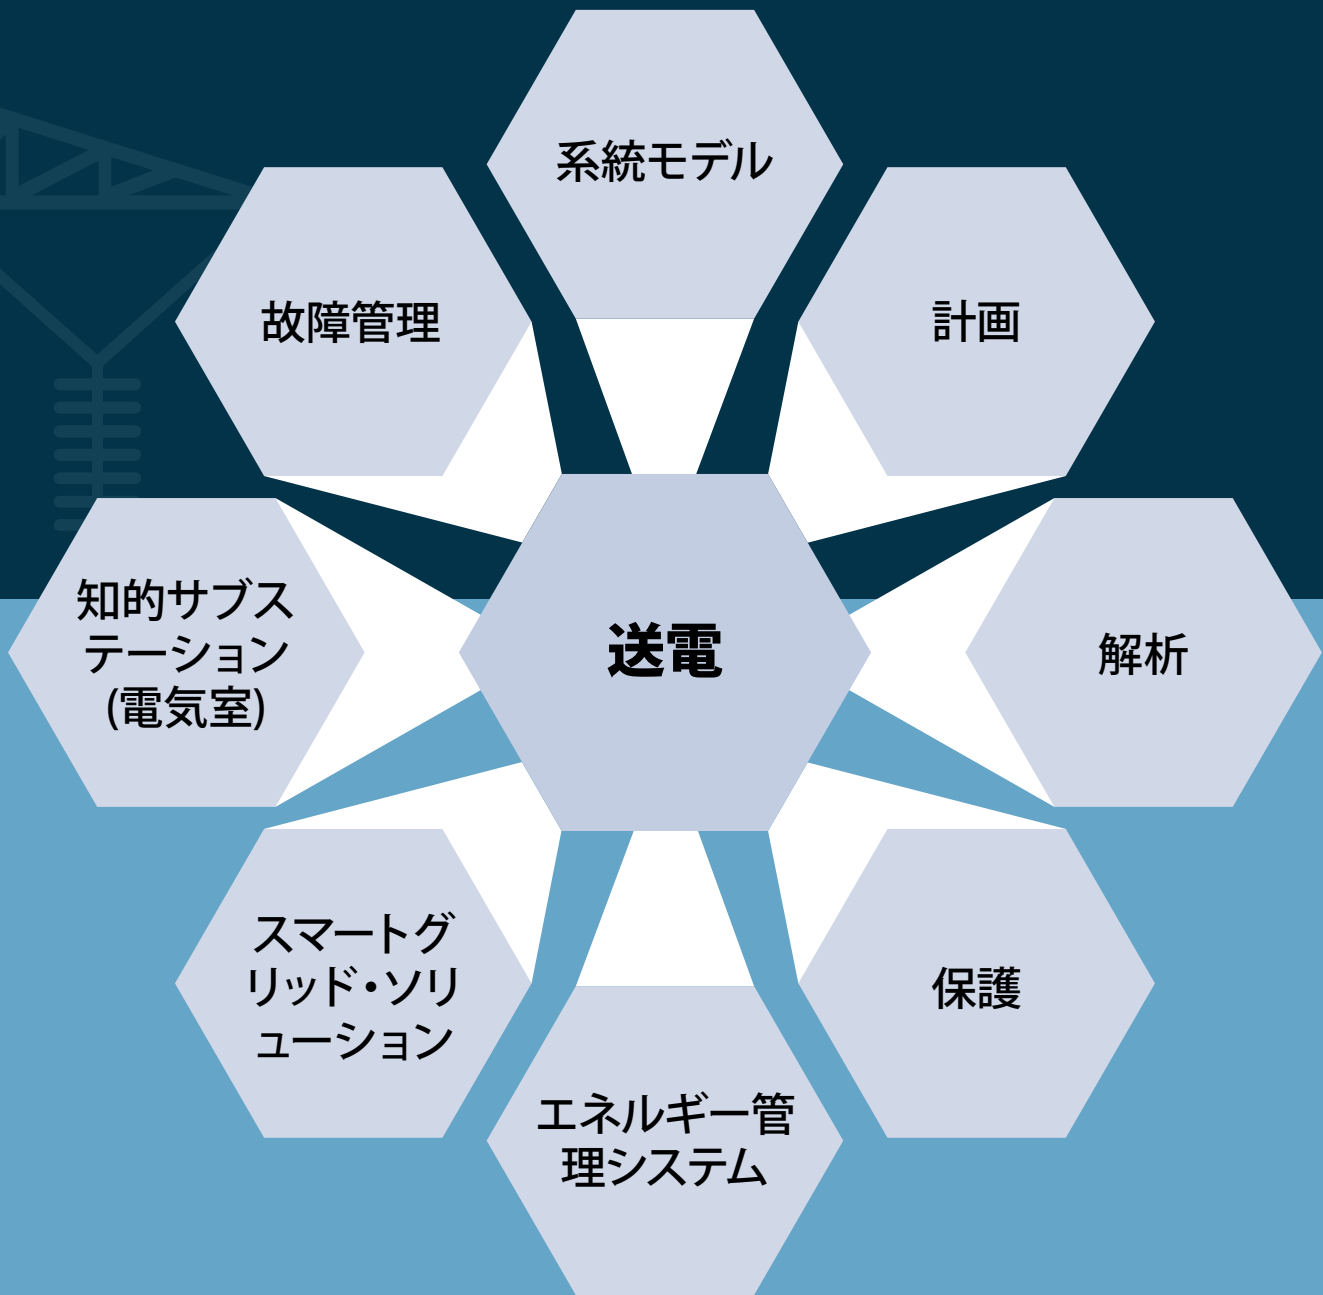 系統モデル
故障管理
計画
知的サブス
テーション
(電気室)
送電
解析
スマートグ
リッド・ソリ
ューション
保護
エネルギー管
理システム